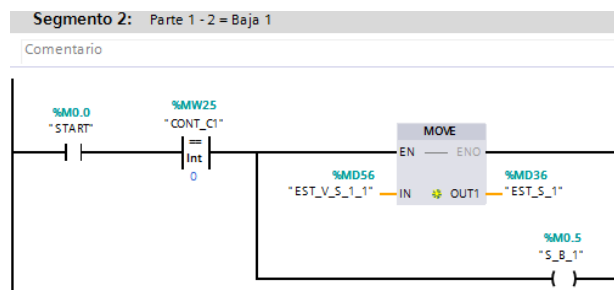 Segmento 2: Parte 1 - 2 = Baja 1
Comentario
%M0.0
"START"
%MW25
"CONT_C1"
==
Int
0
MOVE
EN ENO
%MD56
"EST_V_S_1_1"
IN
OUT1
%MD36
"EST_S_1"
%M0.5
"S_B_1"